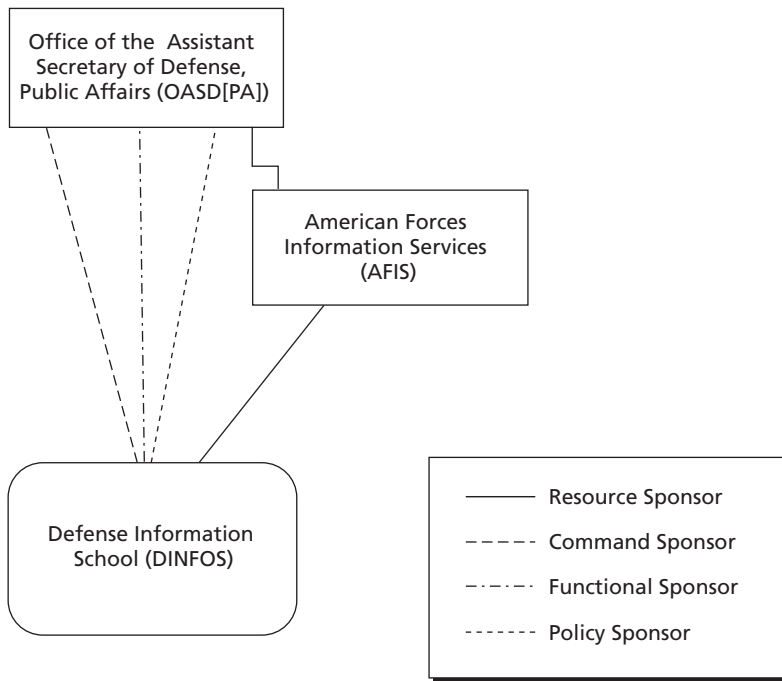 Office of the Assistant
Secretary of Defense,
Public Affairs (OASD[PA])
American Forces
Information Services
(AFIS)
Defense Information
School (DINFOS)
Resource Sponsor
Command Sponsor
Functional Sponsor
Policy Sponsor